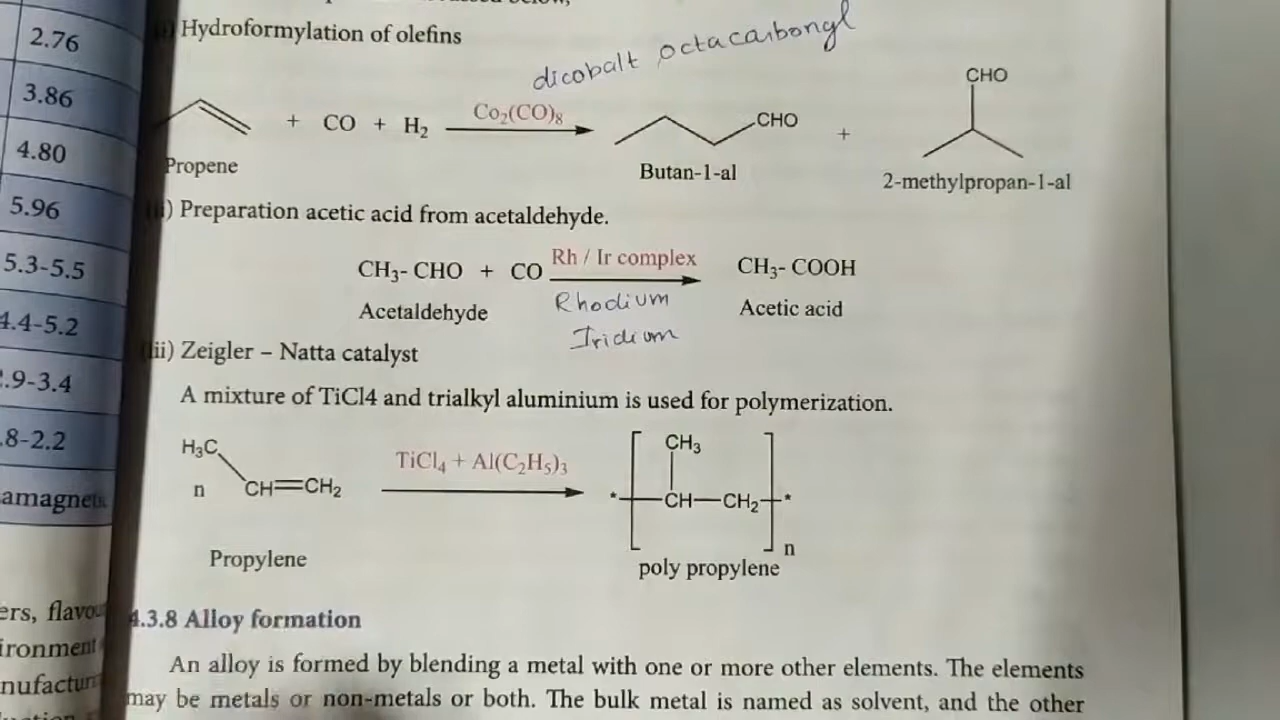 2.76
3.86
4.80
5.96
5.3-5.5
4.4-5.2
.9-3.4
.8-2.2
amagnet
ers, flavou
ironment
nufactur
) Hydroformylation of olefins
dicobalt octacarbonyl
+ CO + H₂ Co₂(CO)₈ CHO + CHO
Propene Butan-1-al 2-methylpropan-1-al
) Preparation acetic acid from acetaldehyde.
CH₃- CHO + CO Rh / Ir complex CH₃- COOH
Acetaldehyde Rhodium Acetic acid
Iridium
ii) Zeigler – Natta catalyst
A mixture of TiCl4 and trialkyl aluminium is used for polymerization.
H₃C TiCl₄ + Al(C₂H₅)₃ CH₃
n CH=CH₂ *—CH—CH₂—* n
Propylene poly propylene
4.3.8 Alloy formation
An alloy is formed by blending a metal with one or more other elements. The elements
may be metals or non-metals or both. The bulk metal is named as solvent, and the other